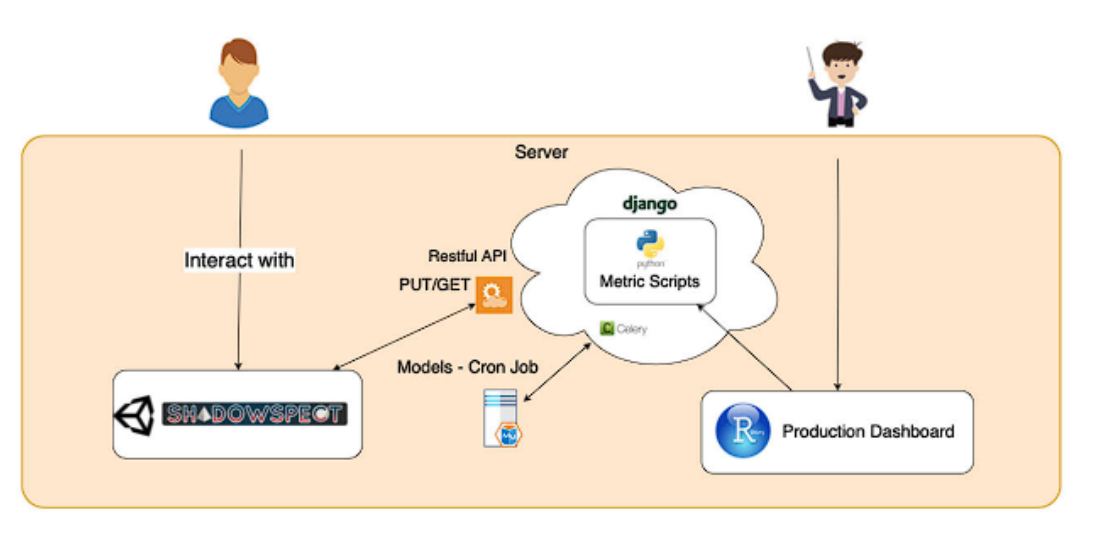 Server
django
python
Metric Scripts
Celery
Interact with
Restful API
PUT/GET
Models - Cron Job
SHADOWSPECT
R
Production Dashboard